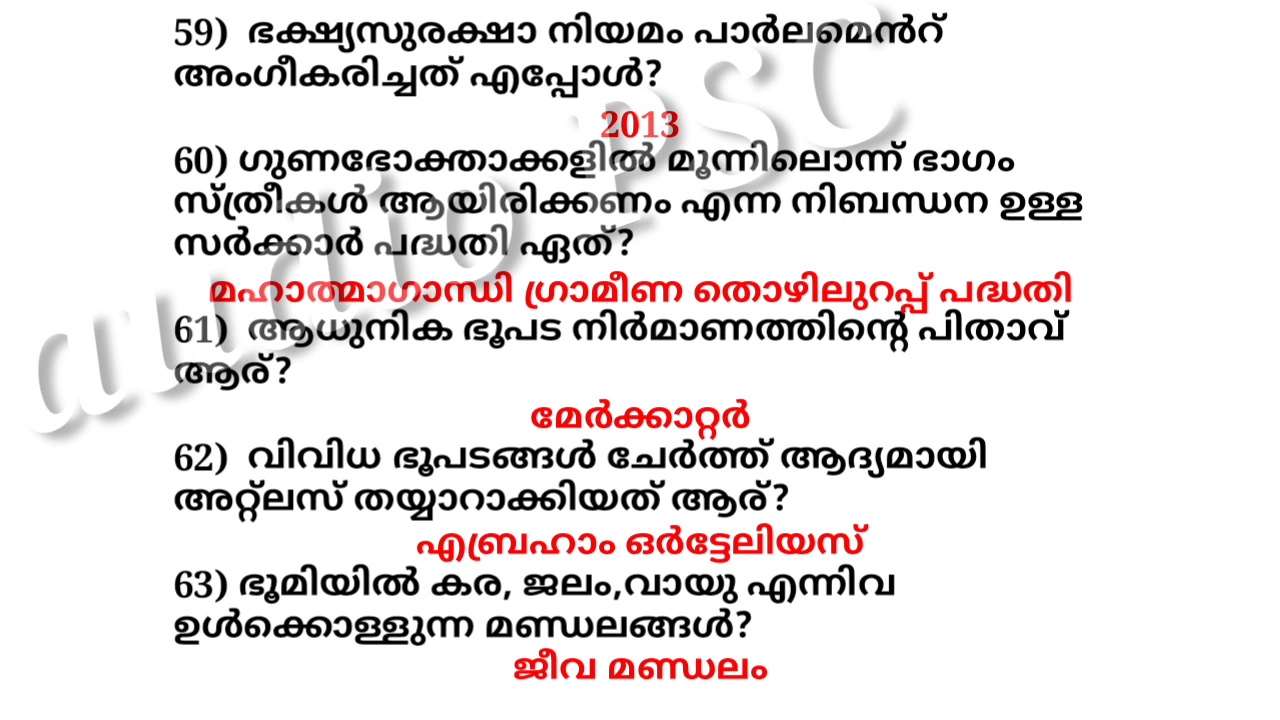 59) ഭക്ഷ്യസുരക്ഷാ നിയമം പാർലമെൻറ്
അംഗീകരിച്ചത് എപ്പോൾ?
2013
60) ഗുണഭോക്താക്കളിൽ മൂന്നിലൊന്ന് ഭാഗം
സ്ത്രീകൾ ആയിരിക്കണം എന്ന നിബന്ധന ഉള്ള
സർക്കാർ പദ്ധതി ഏത്?
മഹാത്മാഗാന്ധി ഗ്രാമീണ തൊഴിലുറപ്പ് പദ്ധതി
61) ആധുനിക ഭൂപട നിർമാണത്തിന്റെ പിതാവ്
ആര്?
മേർക്കാറ്റർ
62) വിവിധ ഭൂപടങ്ങൾ ചേർത്ത് ആദ്യമായി
അറ്റ്ലസ് തയ്യാറാക്കിയത് ആര്?
എബ്രഹാം ഒർട്ടേലിയസ്
63) ഭൂമിയിൽ കര, ജലം,വായു എന്നിവ
ഉൾക്കൊള്ളുന്ന മണ്ഡലങ്ങൾ?
ജീവ മണ്ഡലം
audio PSC